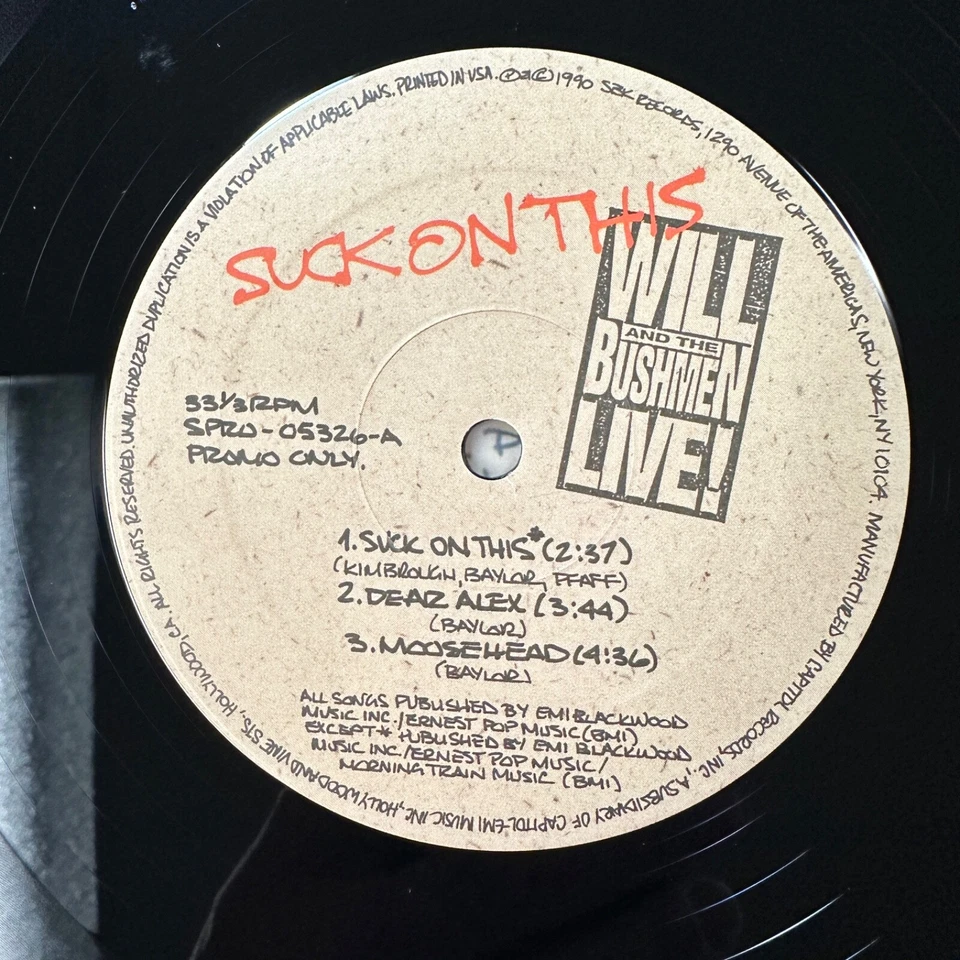 SUCK ON THIS
WILL
AND THE
BUSHMEN
LIVE!
33 1/3 RPM
SPRO-05326-A
PROMO ONLY.
1. SUCK ON THIS* (2:37)
(KIMBROUGH, BAYLOR, PFAFF)
2. DEAR ALEX (3:44)
(BAYLOR)
3. MOOSEHEAD (4:36)
(BAYLOR)
ALL SONGS PUBLISHED BY EMI BLACKWOOD
MUSIC INC./ERNEST POP MUSIC (BMI)
EXCEPT * PUBLISHED BY EMI BLACKWOOD
MUSIC INC./ERNEST POP MUSIC/
MORNING TRAIN MUSIC (BMI)
℗ & © 1990 SBK RECORDS, 1290 AVENUE OF THE AMERICAS, NEW YORK, NY 10104. MANUFACTURED BY CAPITOL RECORDS, INC., A SUBSIDIARY OF CAPITOL-EMI MUSIC INC., HOLLYWOOD AND VINE STS., HOLLYWOOD, CA. ALL RIGHTS RESERVED. UNAUTHORIZED DUPLICATION IS A VIOLATION OF APPLICABLE LAWS. PRINTED IN USA.